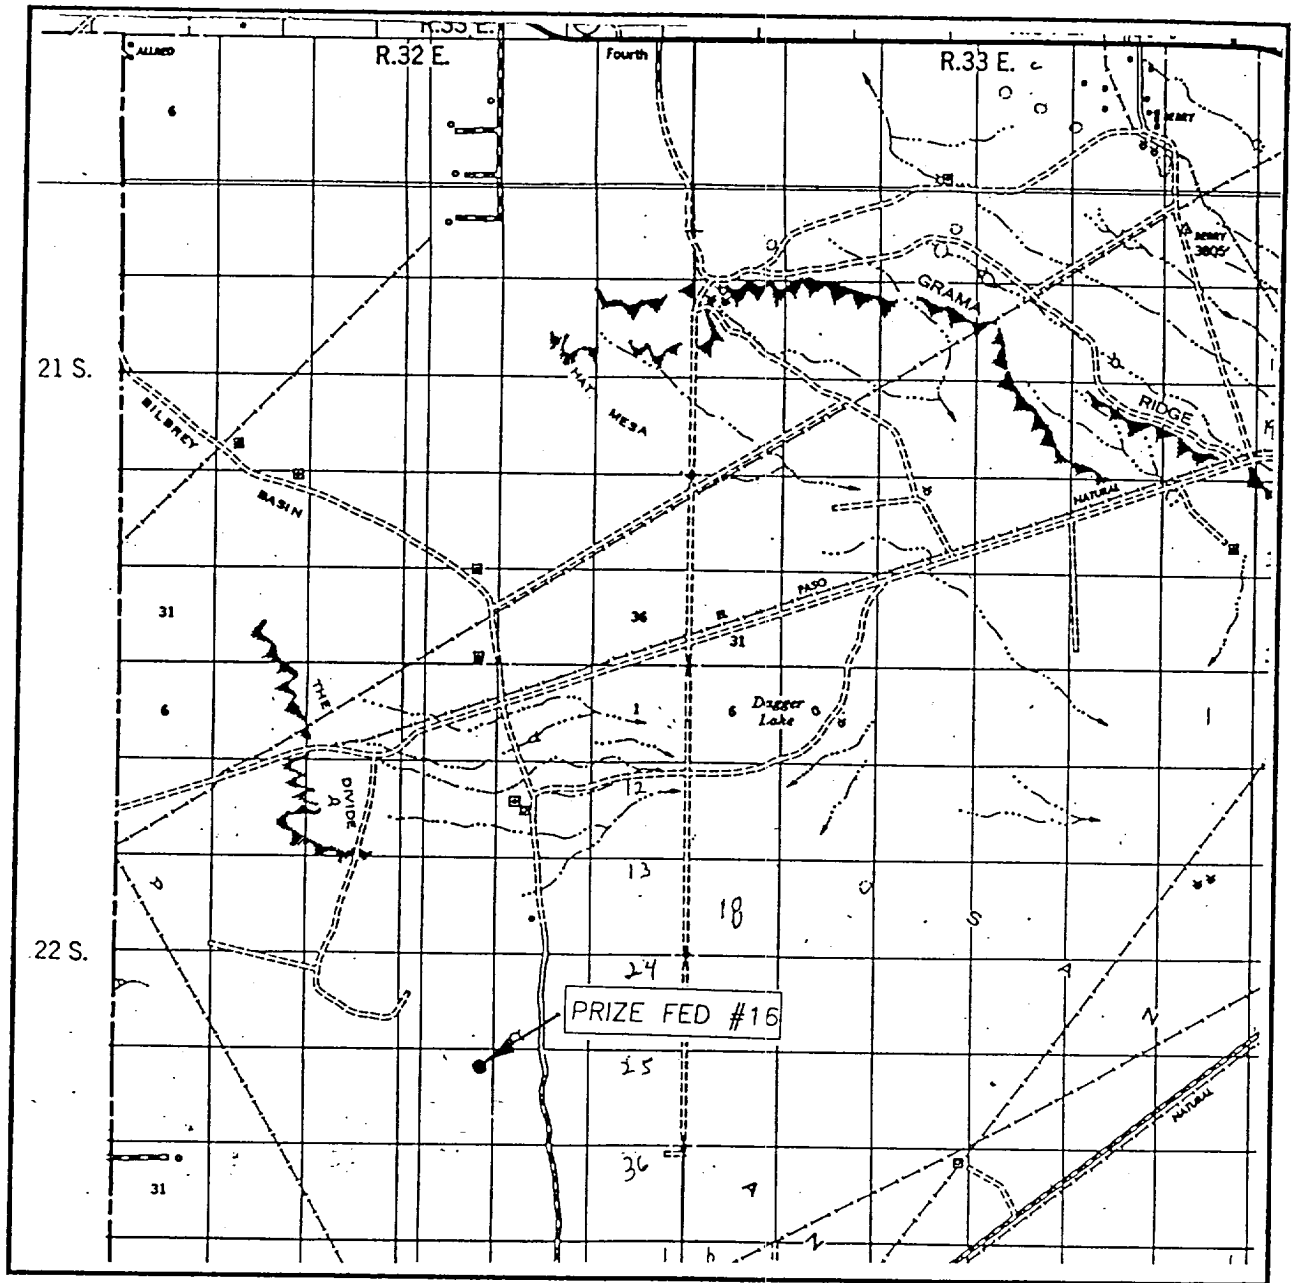 R.33 E.
ALLRED
R.32 E.
Fourth
R.33 E.
6
BERRY
BERRY
3805'
GRAMA
21 S.
HAT
MESA
BILBREY
RIDGE
BASIN
NATURAL
PASO
31
36
31
THE
6
1
6
Dagger
Lake
1
12
DIVIDE
13
18
S
22 S.
24
A
PRIZE FED #16
N
25
NATURAL
36
31
A
N